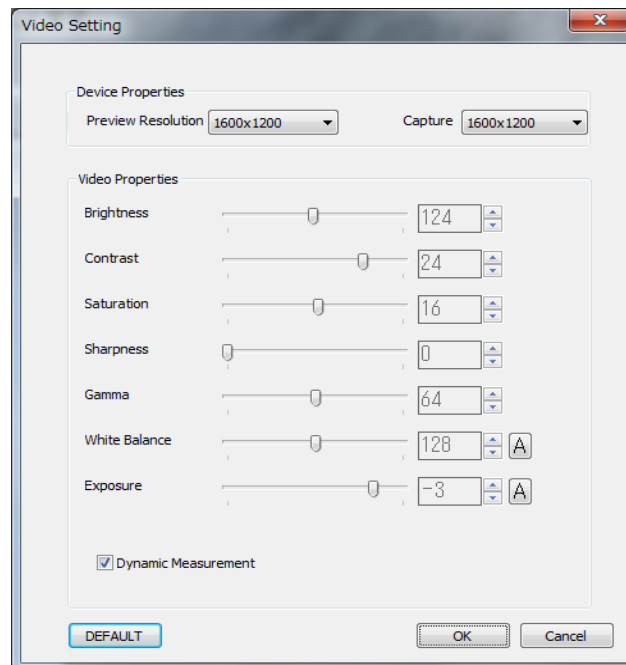 Video Setting
Device Properties
Preview Resolution 1600x1200 Capture 1600x1200
Video Properties
Brightness 124
Contrast 24
Saturation 16
Sharpness 0
Gamma 64
White Balance 128 A
Exposure -3 A
Dynamic Measurement
DEFAULT OK Cancel